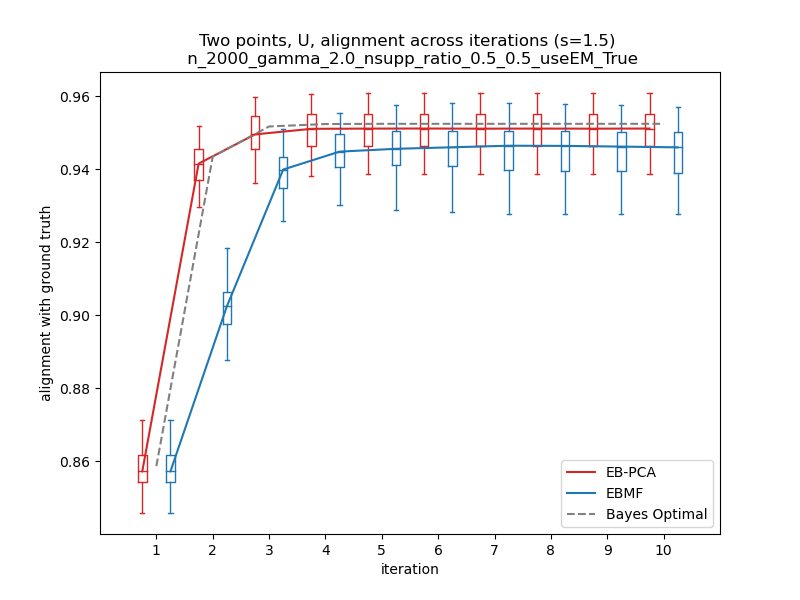 Two points, U, alignment across iterations (s=1.5)
n_2000_gamma_2.0_nsupp_ratio_0.5_0.5_useEM_True
0.96
0.94
0.92
0.90
0.88
0.86
alignment with ground truth
1 2 3 4 5 6 7 8 9 10
iteration
EB-PCA
EBMF
Bayes Optimal